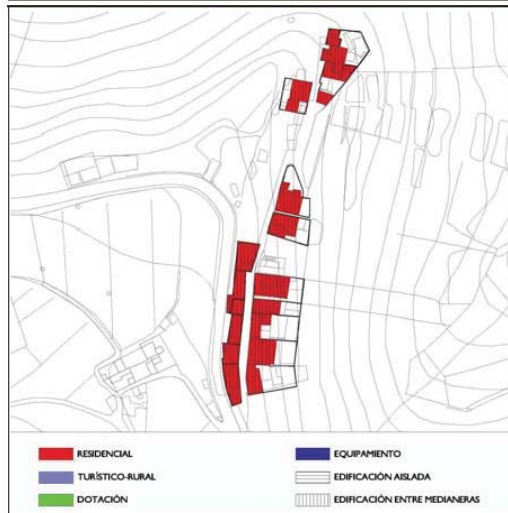 RESIDENCIAL
TURÍSTICO-RURAL
DOTACIÓN
EQUIPAMIENTO
EDIFICACIÓN AISLADA
EDIFICACIÓN ENTRE MEDIANERAS